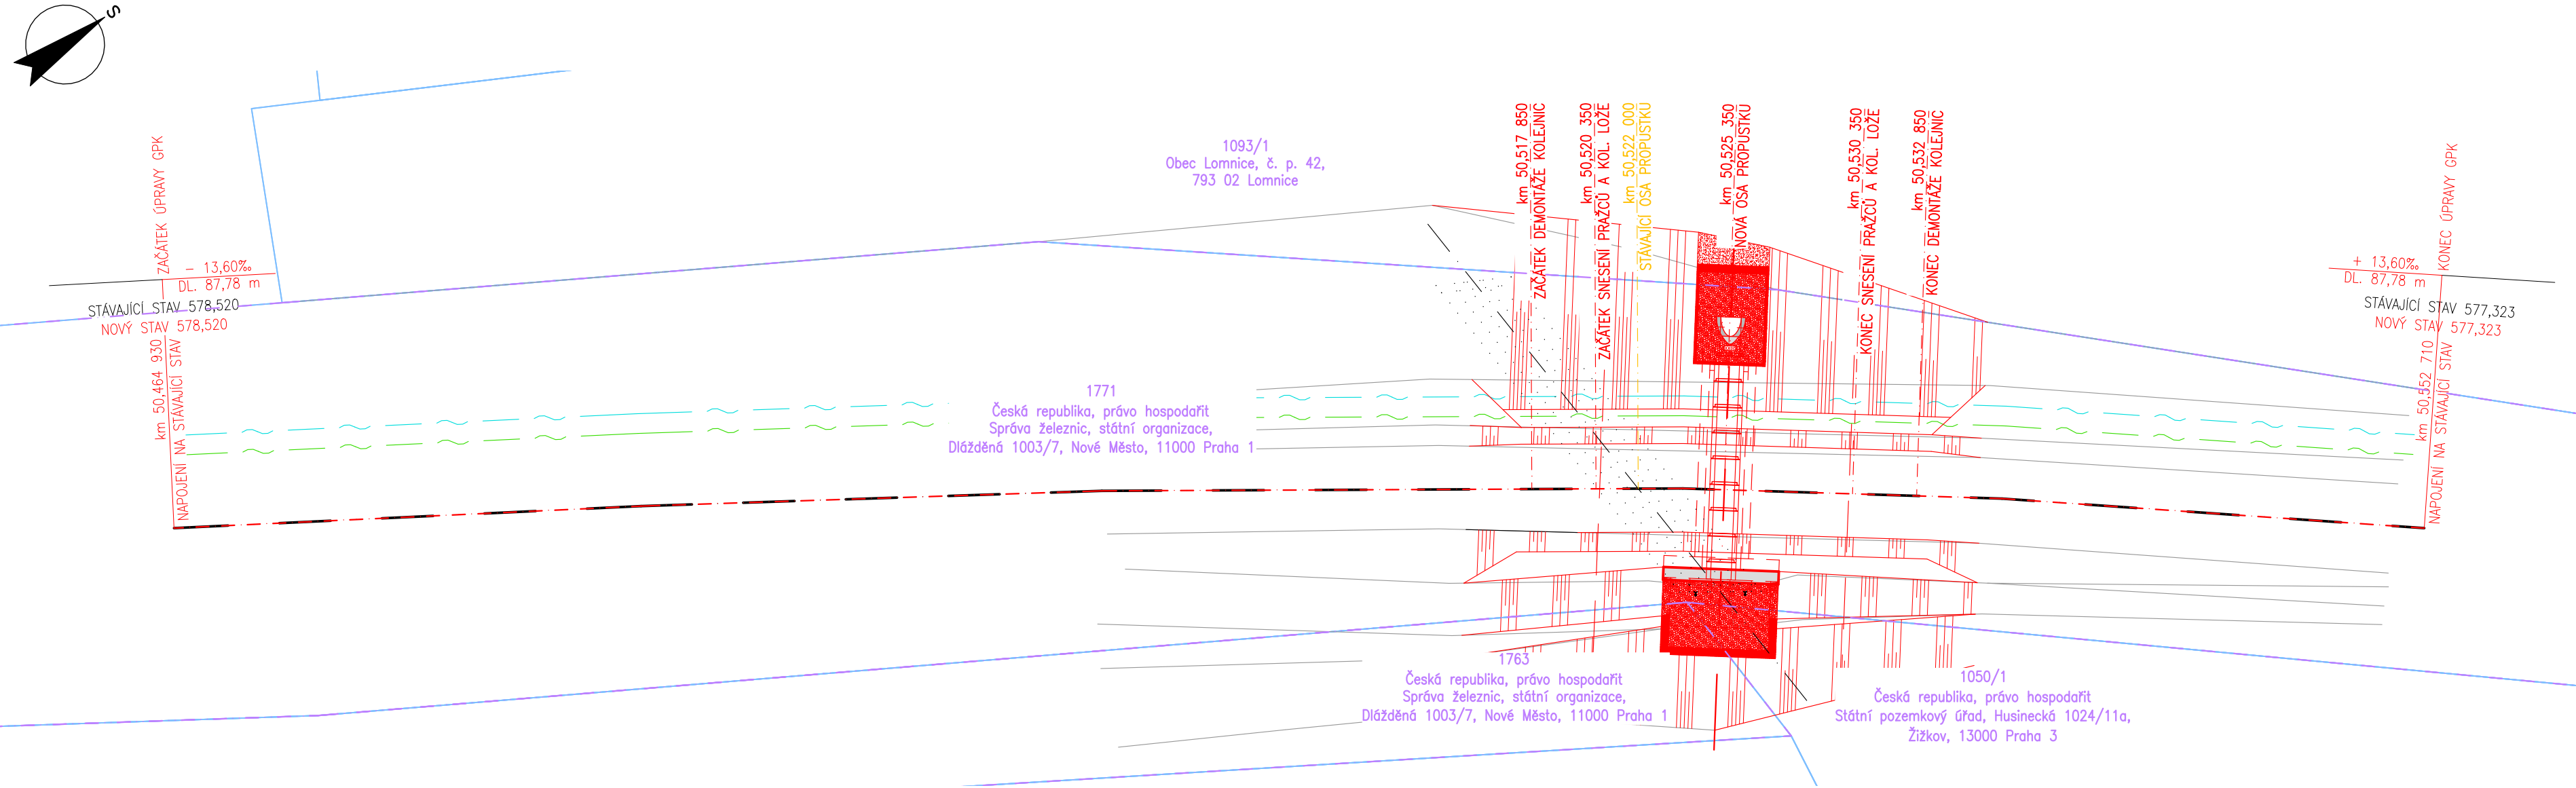 S
ZAČÁTEK ÚPRAVY GPK
- 13,60‰
DL. 87,78 m
STÁVAJÍCÍ STAV 578,520
NOVÝ STAV 578,520
km 50,464 930
NAPOJENÍ NA STÁVAJÍCÍ STAV
1093/1
Obec Lomnice, č. p. 42,
793 02 Lomnice
km 50,517 850
ZAČÁTEK DEMONTÁŽE KOLEJNIC
km 50,520 350
ZAČÁTEK SNESENÍ PRAŽCŮ A KOL. LOŽE
km 50,522 000
STÁVAJÍCÍ OSA PROPUSTKU
km 50,525 350
NOVÁ OSA PROPUSTKU
km 50,530 350
KONEC SNESENÍ PRAŽCŮ A KOL. LOŽE
km 50,532 850
KONEC DEMONTÁŽE KOLEJNIC
KONEC ÚPRAVY GPK
+ 13,60‰
DL. 87,78 m
STÁVAJÍCÍ STAV 577,323
NOVÝ STAV 577,323
km 50,552 710
NAPOJENÍ NA STÁVAJÍCÍ STAV
1771
Česká republika, právo hospodařit
Správa železnic, státní organizace,
Dlážděná 1003/7, Nové Město, 11000 Praha 1
1763
Česká republika, právo hospodařit
Správa železnic, státní organizace,
Dlážděná 1003/7, Nové Město, 11000 Praha 1
1050/1
Česká republika, právo hospodařit
Státní pozemkový úřad, Husinecká 1024/11a,
Žižkov, 13000 Praha 3